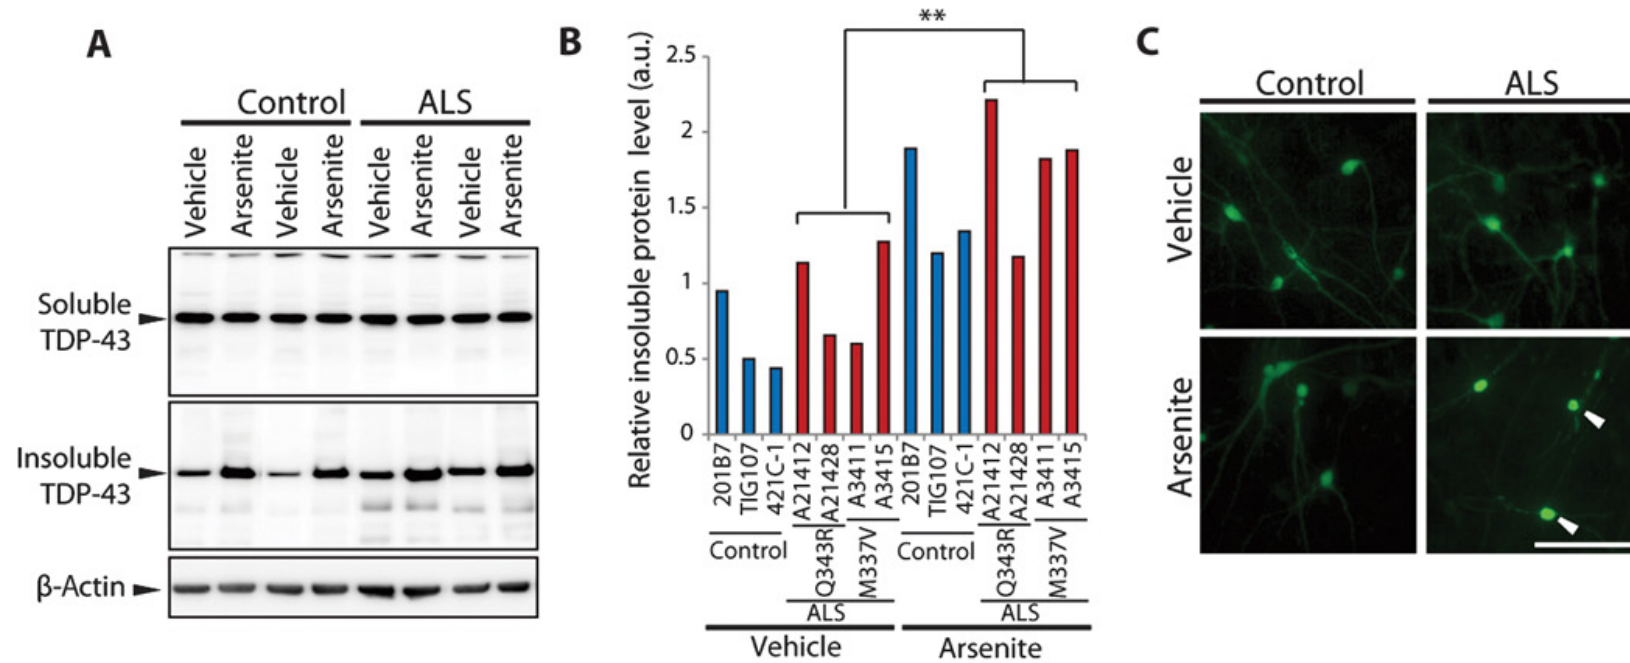 A
Control
ALS
Vehicle
Arsenite
Vehicle
Arsenite
Vehicle
Arsenite
Vehicle
Arsenite
Soluble
TDP-43
Insoluble
TDP-43
β-Actin
B
**
Relative insoluble protein level (a.u.)
2.5
2
1.5
1
0.5
0
201B7
TIG107
421C-1
A21412
A21428
A3411
A3415
201B7
TIG107
421C-1
A21412
A21428
A3411
A3415
Control
Q343R
M337V
Control
Q343R
M337V
ALS
ALS
Vehicle
Arsenite
C
Control
ALS
Vehicle
Arsenite